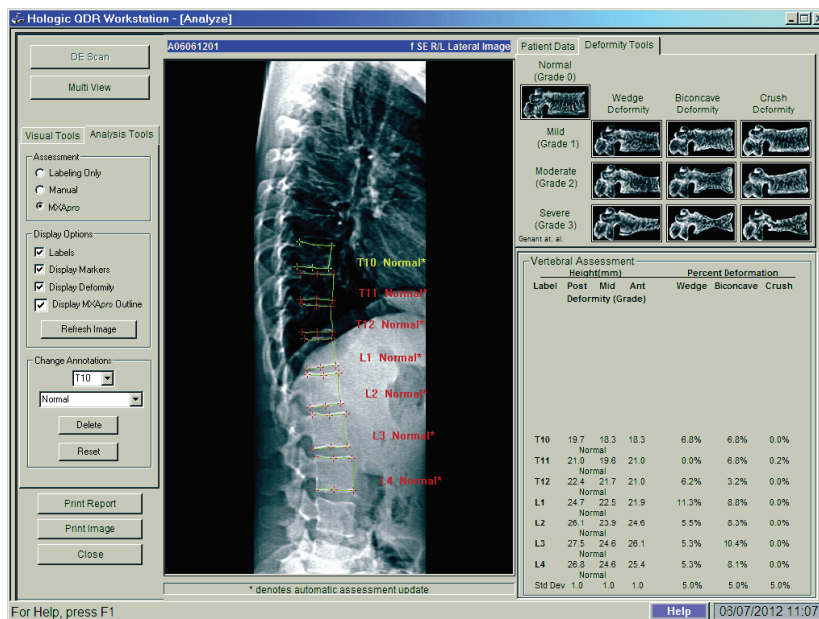 Hologic QDR Workstation - [Analyze]
DE Scan
Multi View
Visual Tools Analysis Tools
Assessment
Labeling Only
Manual
MXApro
Display Options
Labels
Display Markers
Display Deformity
Display MXApro Outline
Refresh Image
Change Annotations
T10
Normal
Delete
Reset
Print Report
Print Image
Close
A06061201 f SE R/L Lateral Image
T10 Normal*
T11 Normal*
T12 Normal*
L1 Normal*
L2 Normal*
L3 Normal*
L4 Normal*
* denotes automatic assessment update
Patient Data Deformity Tools
Normal
(Grade 0)
Wedge Biconcave Crush
Deformity Deformity Deformity
Mild
(Grade 1)
Moderate
(Grade 2)
Severe
(Grade 3)
Genant at. al.
Vertebral Assessment
Height(mm) Percent Deformation
Label Post Mid Ant Wedge Biconcave Crush
Deformity (Grade)
T10 19.7 18.3 18.3 6.8% 6.8% 0.0%
Normal
T11 21.0 19.6 21.0 0.0% 6.8% 0.2%
Normal
T12 22.4 21.7 21.0 6.2% 3.2% 0.0%
Normal
L1 24.7 22.5 21.9 11.3% 8.8% 0.0%
Normal
L2 26.1 23.9 24.6 5.5% 8.3% 0.0%
Normal
L3 27.5 24.6 26.1 5.3% 10.4% 0.0%
Normal
L4 26.8 24.6 25.4 5.3% 8.1% 0.0%
Normal
Std Dev 1.0 1.0 1.0 5.0% 5.0% 5.0%
For Help, press F1
Help
06/07/2012 11:07